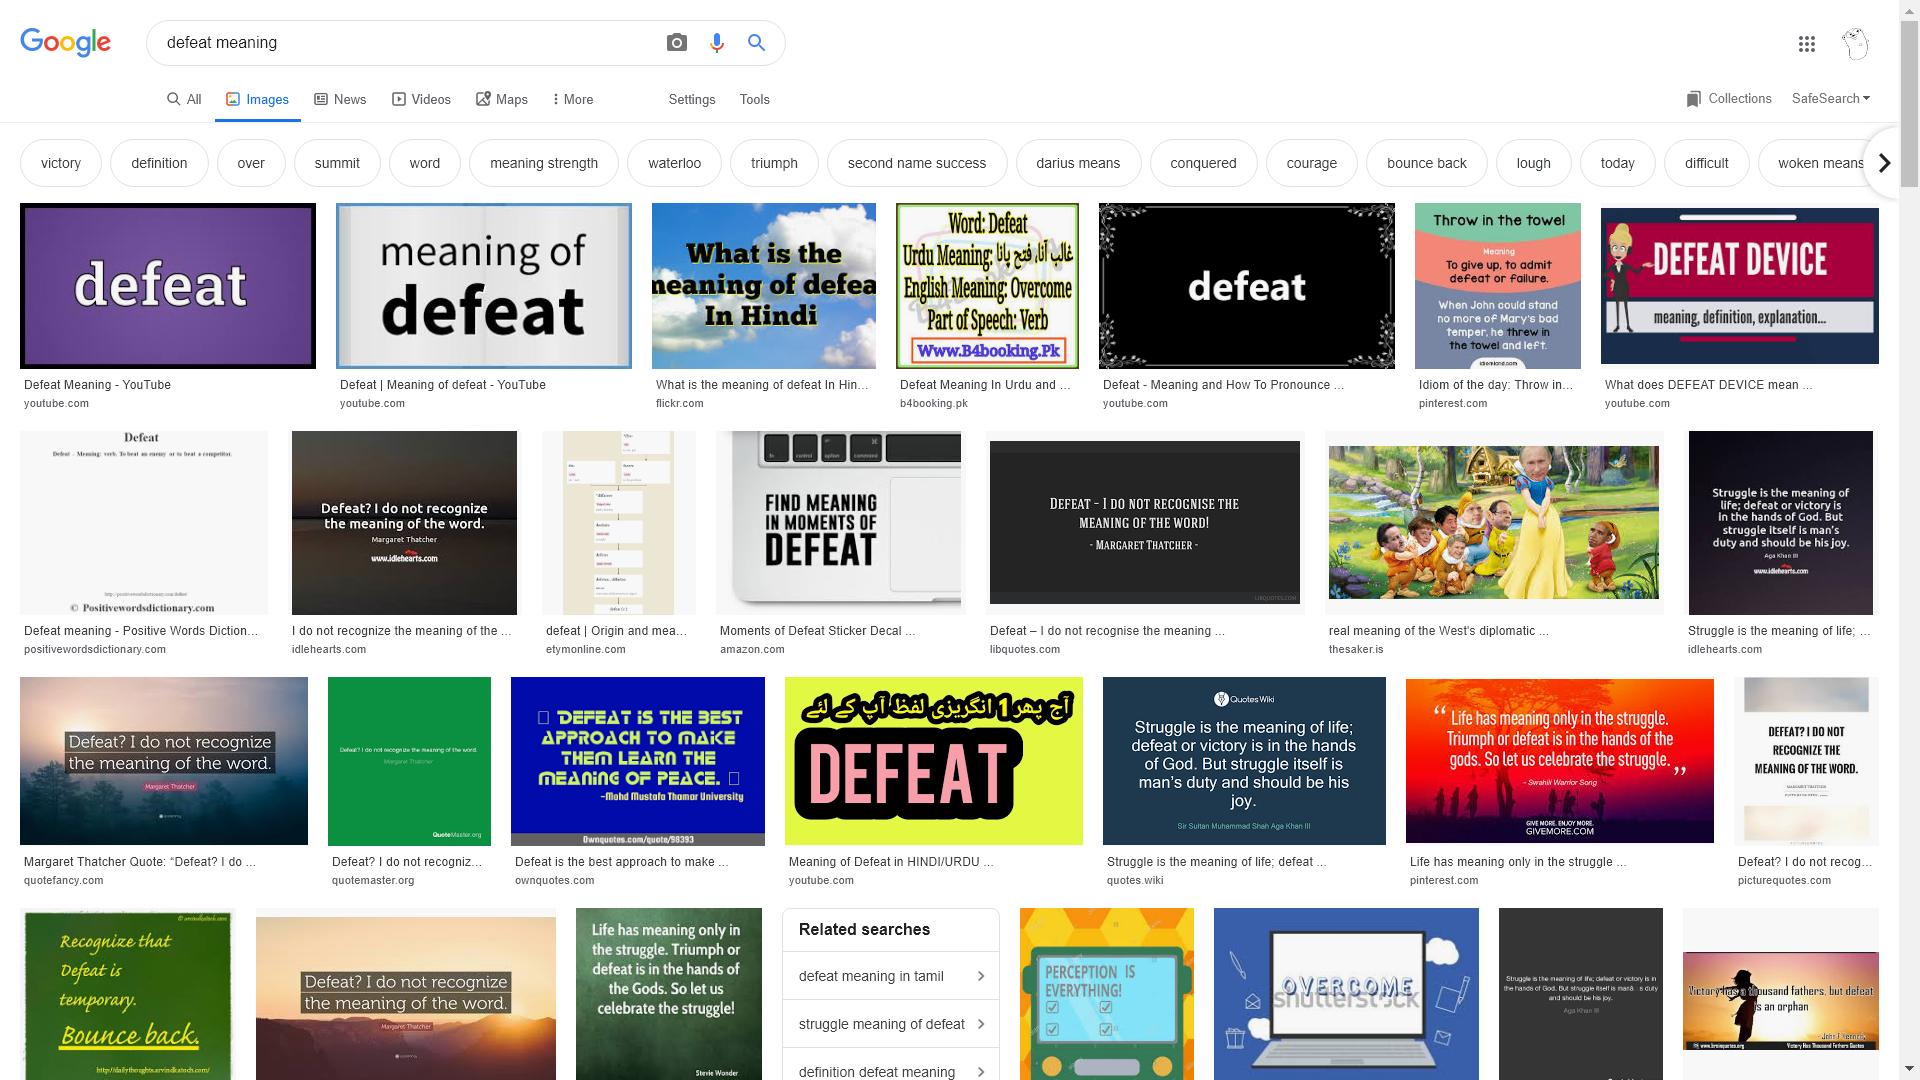 Google
defeat meaning
All
Images
News
Videos
Maps
More
Settings
Tools
Collections
SafeSearch
victory
definition
over
summit
word
meaning strength
waterloo
triumph
second name success
darius means
conquered
courage
bounce back
lough
today
difficult
woken means
defeat
meaning of
defeat
What is the
meaning of defea
In Hindi
Word: Defeat
Urdu Meaning: غالب آنا، فتح پانا
English Meaning: Overcome
Part of Speech: Verb
Www.B4booking.Pk
defeat
Throw in the towel
Meaning
To give up, to admit
defeat or failure.
When John could stand
no more of Mary's bad
temper, he threw in
the towel and left.
idioreland.com
DEFEAT DEVICE
meaning, definition, explanation...
Defeat Meaning - YouTube
youtube.com
Defeat | Meaning of defeat - YouTube
youtube.com
What is the meaning of defeat In Hin...
flickr.com
Defeat Meaning In Urdu and ...
b4booking.pk
Defeat - Meaning and How To Pronounce ...
youtube.com
Idiom of the day: Throw in...
pinterest.com
What does DEFEAT DEVICE mean ...
youtube.com
Defeat
Defeat - Meaning: verb. To beat an enemy or to beat a competitor.
© Positivewordsdictionary.com
Defeat? I do not recognize
the meaning of the word.
Margaret Thatcher
www.idlehearts.com
fn
control
option
command
FIND MEANING
IN MOMENTS OF
DEFEAT
DEFEAT – I DO NOT RECOGNISE THE
MEANING OF THE WORD!
- MARGARET THATCHER -
LIBQUOTES.COM
Struggle is the meaning of
life; defeat or victory is
in the hands of God. But
struggle itself is man's
duty and should be his joy.
Aga Khan III
www.idlehearts.com
Defeat meaning - Positive Words Diction...
positivewordsdictionary.com
I do not recognize the meaning of the ...
idlehearts.com
defeat | Origin and mea...
etymonline.com
Moments of Defeat Sticker Decal ...
amazon.com
Defeat – I do not recognise the meaning ...
libquotes.com
real meaning of the West's diplomatic ...
thesaker.is
Struggle is the meaning of life; ...
idlehearts.com
Defeat? I do not recognize
the meaning of the word.
Margaret Thatcher
Defeat? I do not recognize the meaning of the word.
Margaret Thatcher
QuoteMaster.org
DEFEAT IS THE BEST
APPROACH TO MAKE
THEM LEARN THE
MEANING OF PEACE.
~Mohd Mustafa Thamar University
Ownquotes.com/quote/98393
آج پھر 1 انگریزی لفظ آپ کے لئے
DEFEAT
QuotesWiki
Struggle is the meaning of life;
defeat or victory is in the hands
of God. But struggle itself is
man's duty and should be his
joy.
Sir Sultan Muhammad Shah Aga Khan III
“Life has meaning only in the struggle.
Triumph or defeat is in the hands of the
gods. So let us celebrate the struggle.”
- Swahili Warrior Song
GIVE MORE. ENJOY MORE.
GIVEMORE.COM
DEFEAT? I DO NOT
RECOGNIZE THE
MEANING OF THE WORD.
MARGARET THATCHER
Margaret Thatcher Quote: “Defeat? I do ...
quotefancy.com
Defeat? I do not recogniz...
quotemaster.org
Defeat is the best approach to make ...
ownquotes.com
Meaning of Defeat in HINDI/URDU ...
youtube.com
Struggle is the meaning of life; defeat ...
quotes.wiki
Life has meaning only in the struggle ...
pinterest.com
Defeat? I do not recog...
picturequotes.com
© arvindkatoch.com
Recognize that
Defeat is
temporary.
Bounce back.
http://dailythoughts.arvindkatoch.com/
Defeat? I do not recognize
the meaning of the word.
Margaret Thatcher
Life has meaning only in
the struggle. Triumph or
defeat is in the hands of
the Gods. So let us
celebrate the struggle!
Stevie Wonder
Related searches
defeat meaning in tamil
struggle meaning of defeat
definition defeat meaning
PERCEPTION IS
EVERYTHING!
OVERCOME
shutterstock
Struggle is the meaning of life; defeat or victory is in
the hands of God. But struggle itself is man's duty
and should be his joy.
Aga Khan III
Victory has a thousand fathers, but defeat
is an orphan
- John F Kennedy
www.brainquotes.org
Victory Has Thousand Fathers Quotes